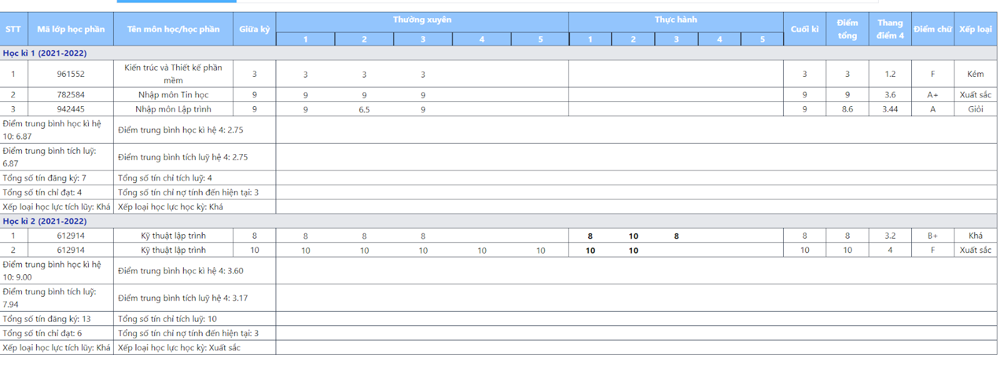 STT Mã lớp học phần Tên môn học/học phần Giữa kỳ Thường xuyên Thực hành Cuối kì Điểm tổng Thang điểm 4 Điểm chữ Xếp loại
1 2 3 4 5 1 2 3 4 5
Học kì 1 (2021-2022)
1 961552 Kiến trúc và Thiết kế phần mềm 3 3 3 3 3 3 1.2 F Kém
2 782584 Nhập môn Tin học 9 9 9 9 9 9 3.6 A+ Xuất sắc
3 942445 Nhập môn Lập trình 9 9 6.5 9 9 8.6 3.44 A Giỏi
Điểm trung bình học kì hệ 10: 6.87 Điểm trung bình học kì hệ 4: 2.75
Điểm trung bình tích luỹ: 6.87 Điểm trung bình tích luỹ hệ 4: 2.75
Tổng số tín đăng ký: 7 Tổng số tín chỉ tích luỹ: 4
Tổng số tín chỉ đạt: 4 Tổng số tín chỉ nợ tính đến hiện tại: 3
Xếp loại học lực tích lũy: Khá Xếp loại học lực học kỳ: Khá
Học kì 2 (2021-2022)
1 612914 Kỹ thuật lập trình 8 8 8 8 8 10 8 8 8 3.2 B+ Khá
2 612914 Kỹ thuật lập trình 10 10 10 10 10 10 10 10 10 10 4 F Xuất sắc
Điểm trung bình học kì hệ 10: 9.00 Điểm trung bình học kì hệ 4: 3.60
Điểm trung bình tích luỹ: 7.94 Điểm trung bình tích luỹ hệ 4: 3.17
Tổng số tín đăng ký: 13 Tổng số tín chỉ tích luỹ: 10
Tổng số tín chỉ đạt: 6 Tổng số tín chỉ nợ tính đến hiện tại: 3
Xếp loại học lực tích lũy: Khá Xếp loại học lực học kỳ: Xuất sắc